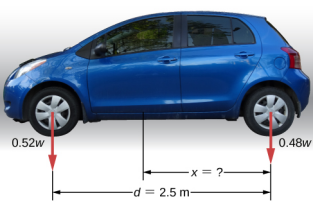 0.52w
0.48w
x = ?
d = 2.5 m